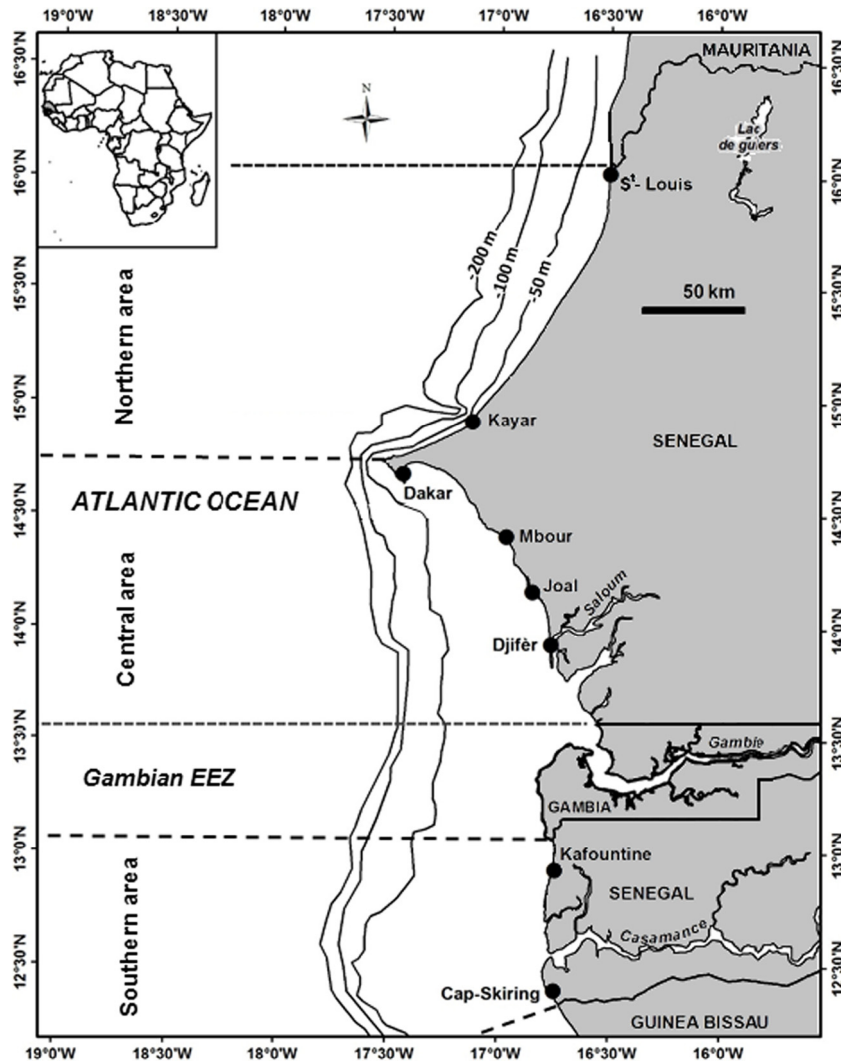 19°0'W 18°30'W 18°0'W 17°30'W 17°0'W 16°30'W 16°0'W
16°30'N
16°0'N
15°30'N
15°0'N
14°30'N
14°0'N
13°30'N
13°0'N
12°30'N
N
MAURITANIA
Lac
de guiers
Sᵗ- Louis
-200 m
-100 m
-50 m
50 km
Northern area
Kayar
SENEGAL
Dakar
ATLANTIC OCEAN
Mbour
Central area
Joal
Saloum
Djifèr
Gambie
Gambian EEZ
GAMBIA
Kafountine
SENEGAL
Southern area
Casamance
Cap-Skiring
GUINEA BISSAU
16°30'N
16°0'N
15°30'N
15°0'N
14°30'N
14°0'N
13°30'N
13°0'N
12°30'N
19°0'W 18°30'W 18°0'W 17°30'W 17°0'W 16°30'W 16°0'W